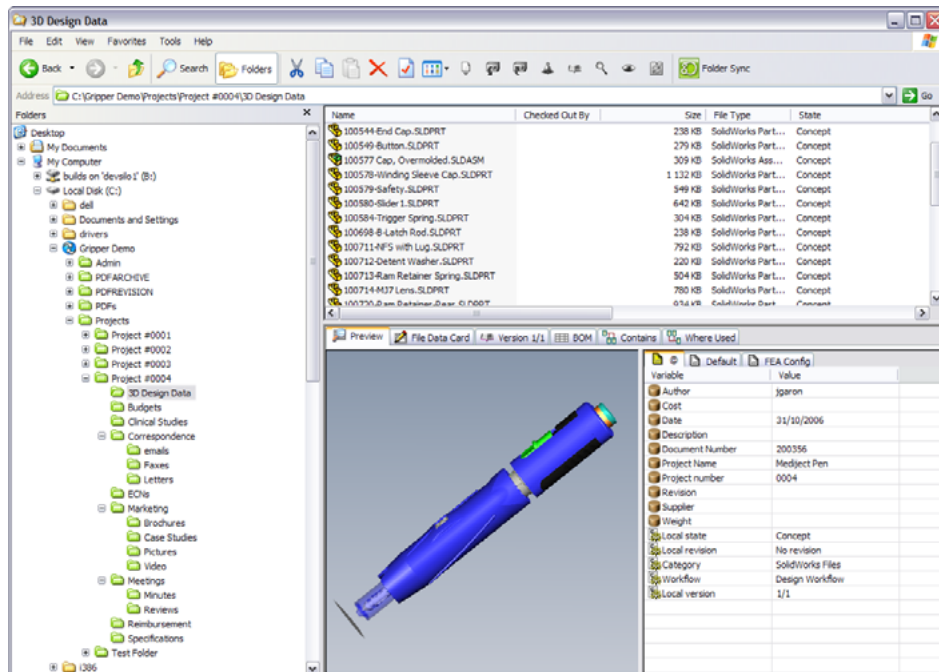 3D Design Data
File Edit View Favorites Tools Help
Back Search Folders Folder Sync
Address C:\Gripper Demo\Projects\Project #0004\3D Design Data Go
Folders
Desktop
My Documents
My Computer
builds on 'devsilo1' (B:)
Local Disk (C:)
dell
Documents and Settings
drivers
Gripper Demo
Admin
PDFARCHIVE
PDFREVISION
PDFs
Projects
Project #0001
Project #0002
Project #0003
Project #0004
3D Design Data
Budgets
Clinical Studies
Correspondence
emails
Faxes
Letters
ECNs
Marketing
Brochures
Case Studies
Pictures
Video
Meetings
Minutes
Reviews
Reimbursement
Specifications
Test Folder
i386
Name Checked Out By Size File Type State
100544-End Cap.SLDPRT 238 KB SolidWorks Part... Concept
100549-Button.SLDPRT 279 KB SolidWorks Part... Concept
100577 Cap, Overmolded.SLDASM 309 KB SolidWorks Ass... Concept
100578-Winding Sleeve Cap.SLDPRT 1 132 KB SolidWorks Part... Concept
100579-Safety.SLDPRT 549 KB SolidWorks Part... Concept
100580-Slider1.SLDPRT 642 KB SolidWorks Part... Concept
100584-Trigger Spring.SLDPRT 304 KB SolidWorks Part... Concept
100698-B-Latch Rod.SLDPRT 238 KB SolidWorks Part... Concept
100711-NFS with Lug.SLDPRT 792 KB SolidWorks Part... Concept
100712-Detent Washer.SLDPRT 220 KB SolidWorks Part... Concept
100713-Ram Retainer Spring.SLDPRT 504 KB SolidWorks Part... Concept
100714-MJ7 Lens.SLDPRT 780 KB SolidWorks Part... Concept
100720-Ram Retainer-Rear.SLDPRT 934 KB SolidWorks Part... Concept
Preview File Data Card Version 1/1 BOM Contains Where Used
@ Default FEA Config
Variable Value
Author jgaron
Cost
Date 31/10/2006
Description
Document Number 200356
Project Name Mediject Pen
Project number 0004
Revision
Supplier
Weight
Local state Concept
Local revision No revision
Category SolidWorks Files
Workflow Design Workflow
Local version 1/1